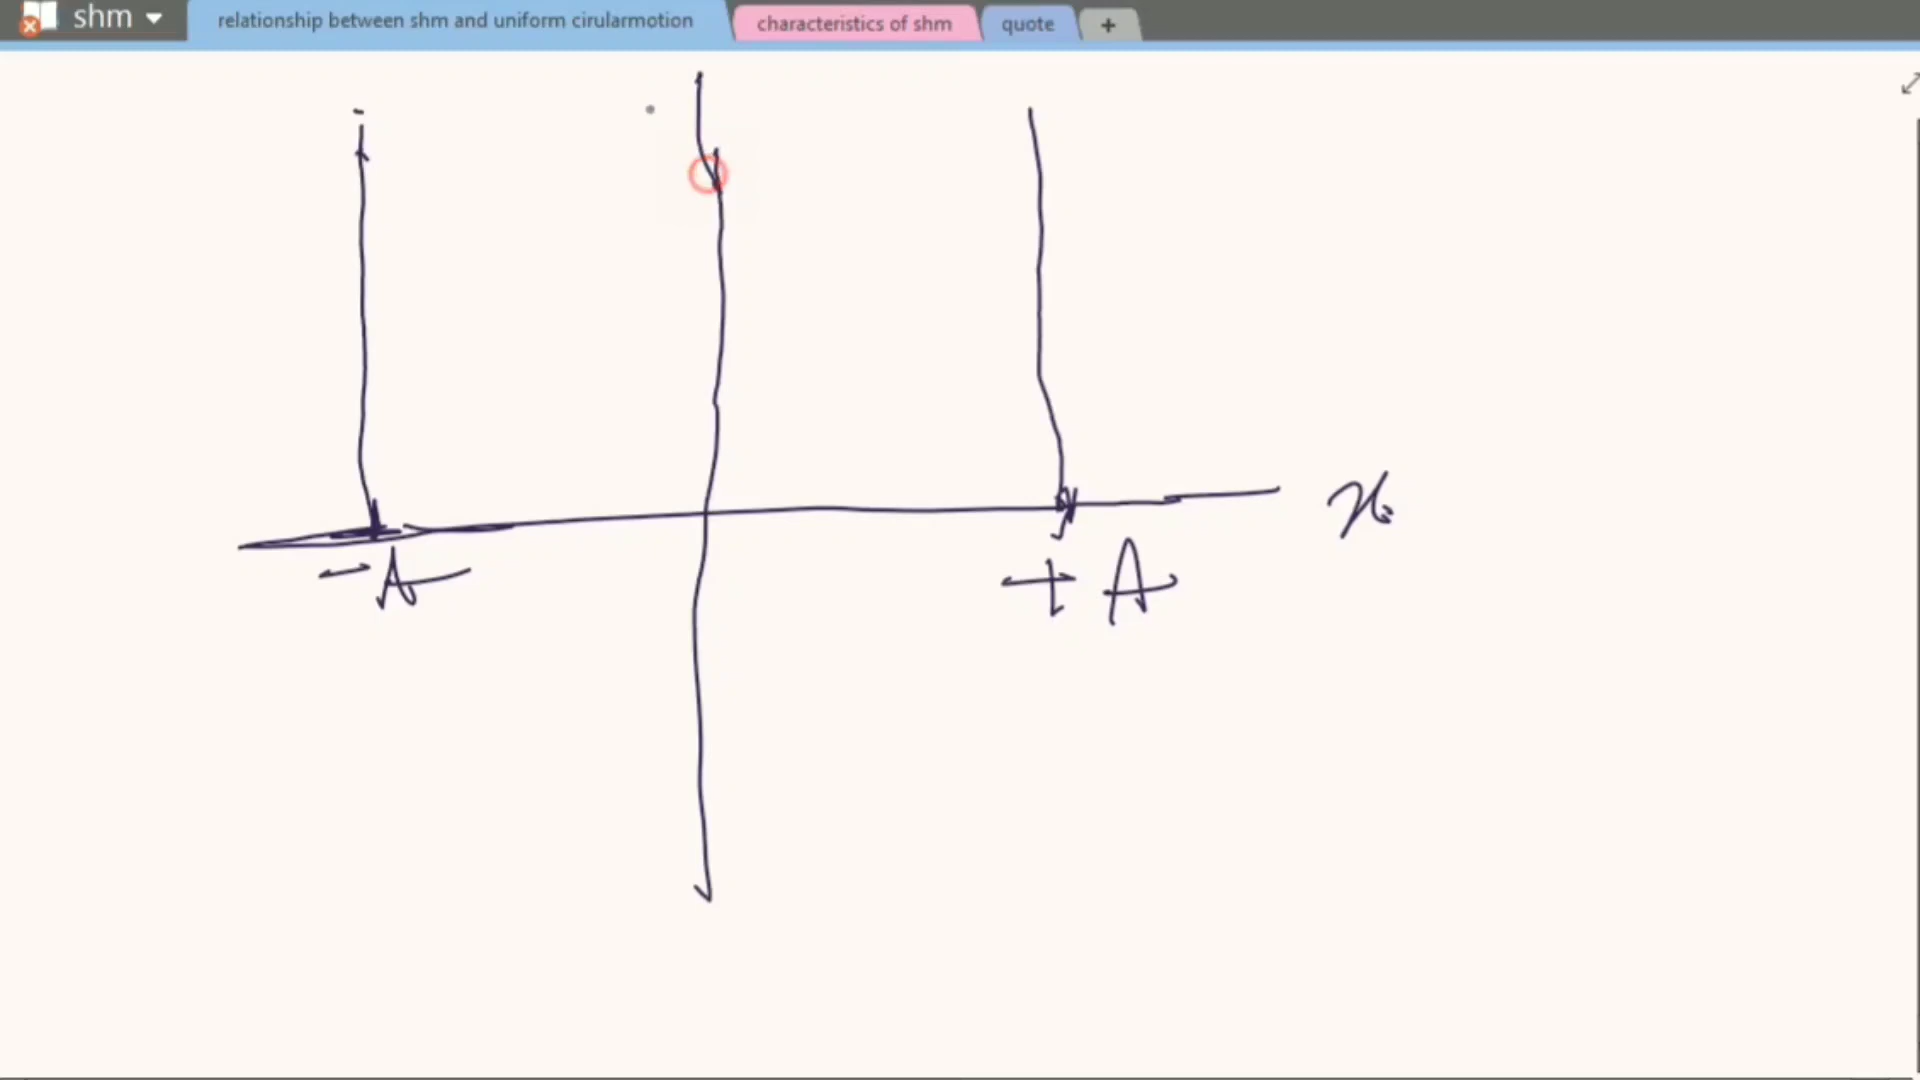 shm
relationship between shm and uniform cirularmotion
characteristics of shm
quote
+
x
-A
+A